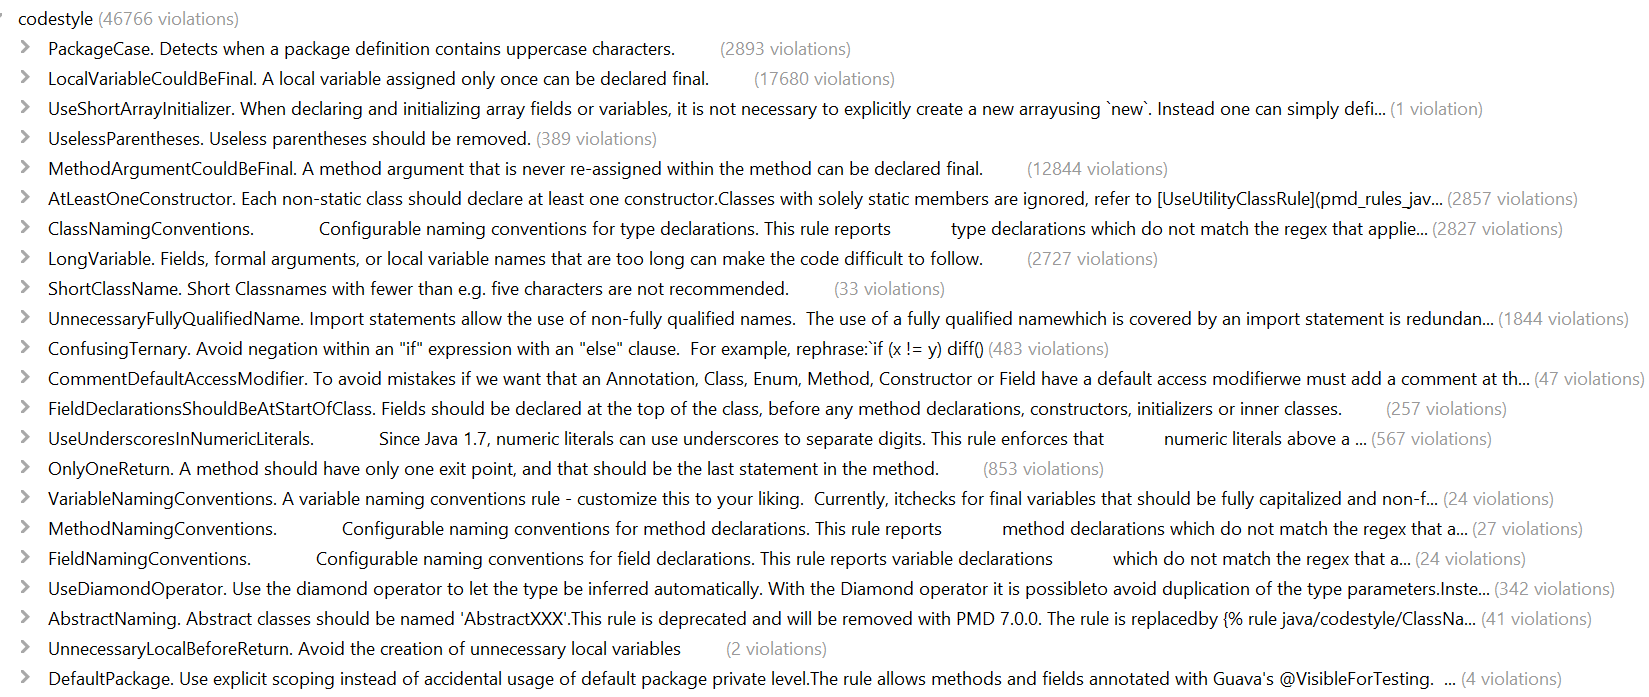 codestyle (46766 violations)
PackageCase. Detects when a package definition contains uppercase characters. (2893 violations)
LocalVariableCouldBeFinal. A local variable assigned only once can be declared final. (17680 violations)
UseShortArrayInitializer. When declaring and initializing array fields or variables, it is not necessary to explicitly create a new arrayusing `new`. Instead one can simply defi... (1 violation)
UselessParentheses. Useless parentheses should be removed. (389 violations)
MethodArgumentCouldBeFinal. A method argument that is never re-assigned within the method can be declared final. (12844 violations)
AtLeastOneConstructor. Each non-static class should declare at least one constructor.Classes with solely static members are ignored, refer to [UseUtilityClassRule](pmd_rules_jav... (2857 violations)
ClassNamingConventions. Configurable naming conventions for type declarations. This rule reports type declarations which do not match the regex that applie... (2827 violations)
LongVariable. Fields, formal arguments, or local variable names that are too long can make the code difficult to follow. (2727 violations)
ShortClassName. Short Classnames with fewer than e.g. five characters are not recommended. (33 violations)
UnnecessaryFullyQualifiedName. Import statements allow the use of non-fully qualified names.  The use of a fully qualified namewhich is covered by an import statement is redundan... (1844 violations)
ConfusingTernary. Avoid negation within an "if" expression with an "else" clause.  For example, rephrase:`if (x != y) diff() (483 violations)
CommentDefaultAccessModifier. To avoid mistakes if we want that an Annotation, Class, Enum, Method, Constructor or Field have a default access modifierwe must add a comment at th... (47 violations)
FieldDeclarationsShouldBeAtStartOfClass. Fields should be declared at the top of the class, before any method declarations, constructors, initializers or inner classes. (257 violations)
UseUnderscoresInNumericLiterals. Since Java 1.7, numeric literals can use underscores to separate digits. This rule enforces that numeric literals above a ... (567 violations)
OnlyOneReturn. A method should have only one exit point, and that should be the last statement in the method. (853 violations)
VariableNamingConventions. A variable naming conventions rule - customize this to your liking.  Currently, itchecks for final variables that should be fully capitalized and non-f... (24 violations)
MethodNamingConventions. Configurable naming conventions for method declarations. This rule reports method declarations which do not match the regex that a... (27 violations)
FieldNamingConventions. Configurable naming conventions for field declarations. This rule reports variable declarations which do not match the regex that a... (24 violations)
UseDiamondOperator. Use the diamond operator to let the type be inferred automatically. With the Diamond operator it is possibleto avoid duplication of the type parameters.Inste... (342 violations)
AbstractNaming. Abstract classes should be named 'AbstractXXX'.This rule is deprecated and will be removed with PMD 7.0.0. The rule is replacedby {% rule java/codestyle/ClassNa... (41 violations)
UnnecessaryLocalBeforeReturn. Avoid the creation of unnecessary local variables (2 violations)
DefaultPackage. Use explicit scoping instead of accidental usage of default package private level.The rule allows methods and fields annotated with Guava's @VisibleForTesting.  ... (4 violations)